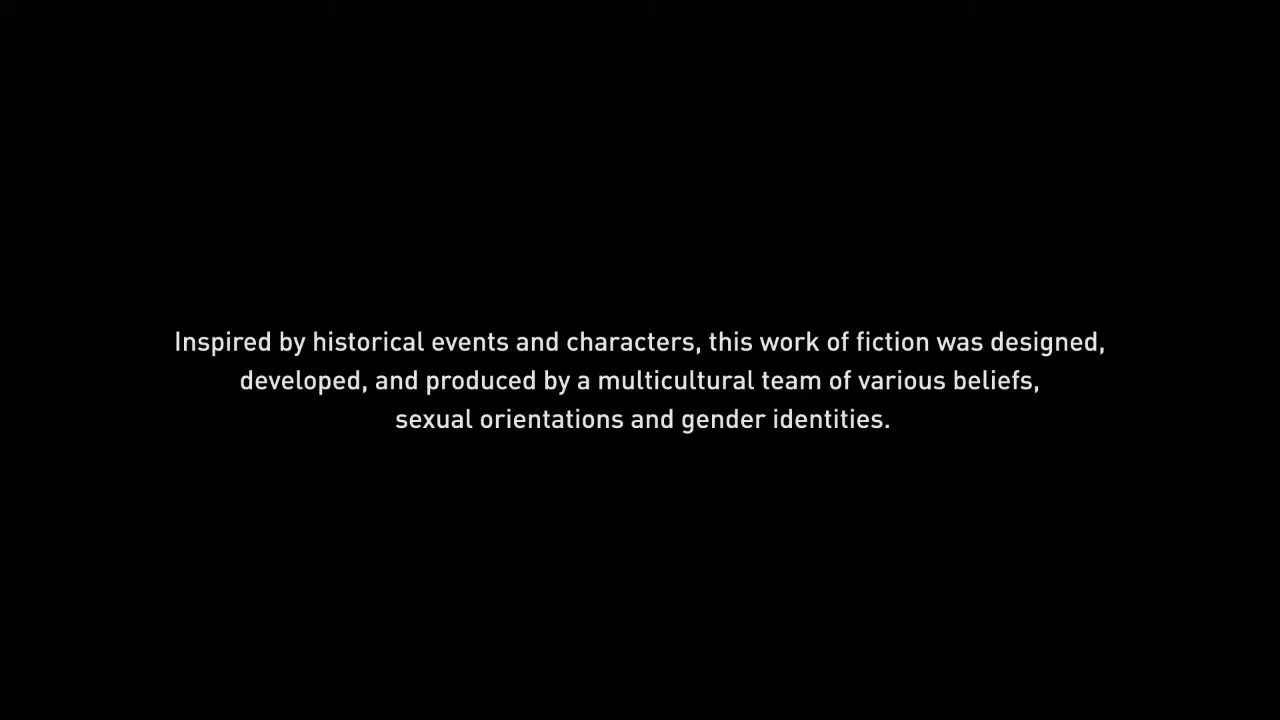 Inspired by historical events and characters, this work of fiction was designed,
developed, and produced by a multicultural team of various beliefs,
sexual orientations and gender identities.